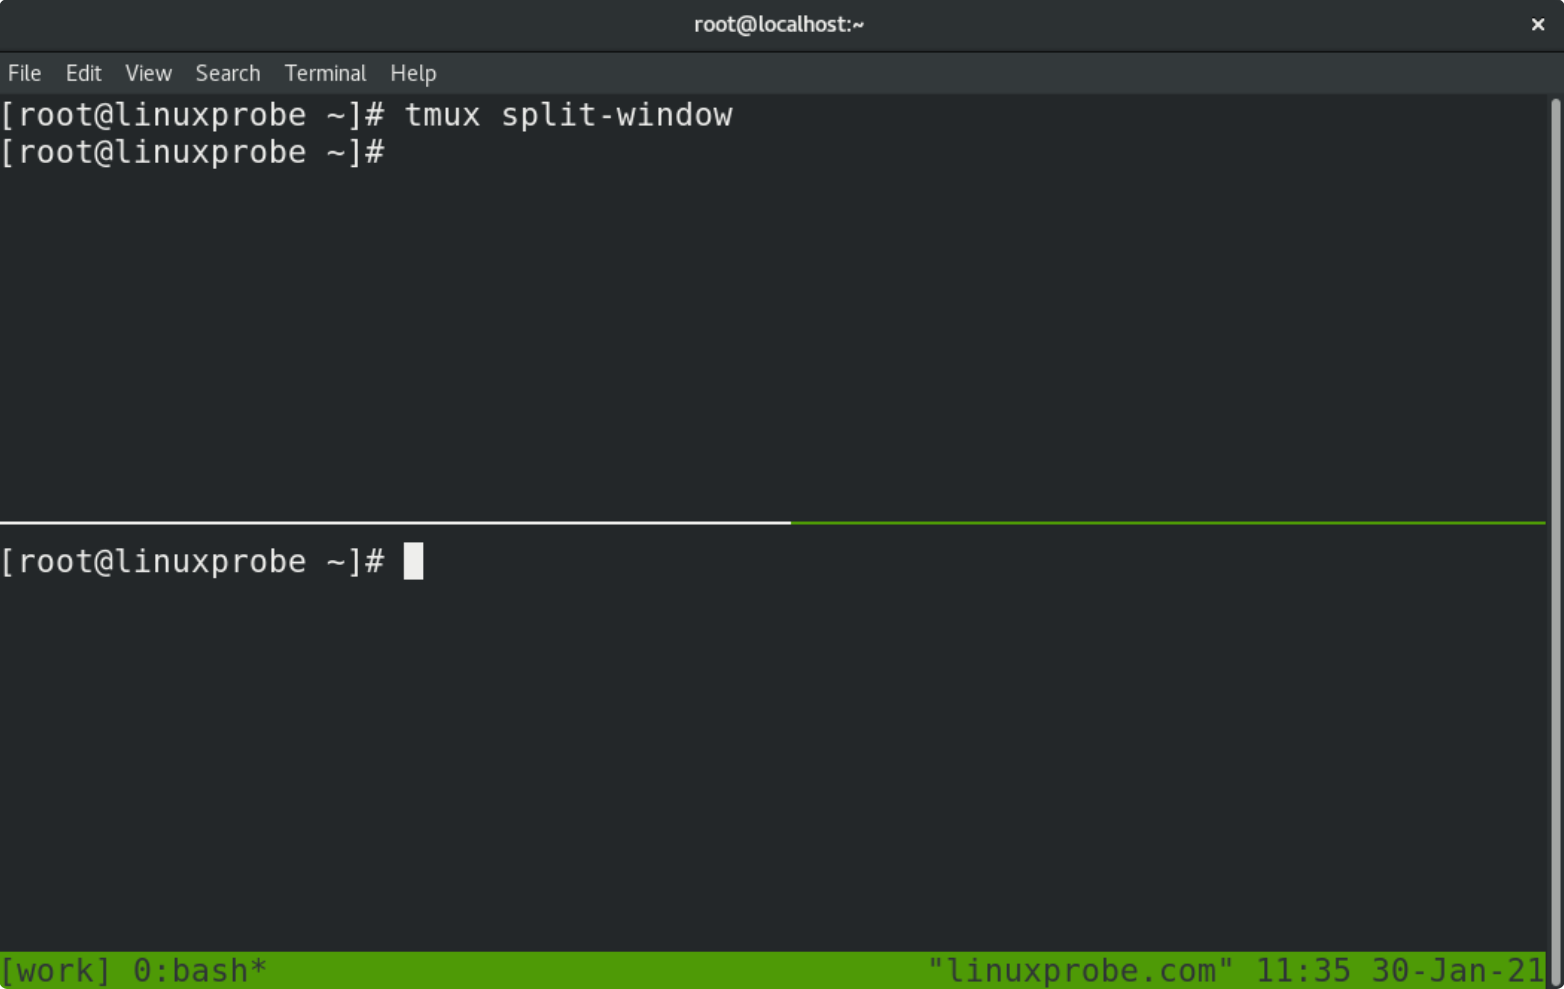 root@localhost:~
File Edit View Search Terminal Help
[root@linuxprobe ~]# tmux split-window
[root@linuxprobe ~]#
[root@linuxprobe ~]#
[work] 0:bash* "linuxprobe.com" 11:35 30-Jan-21